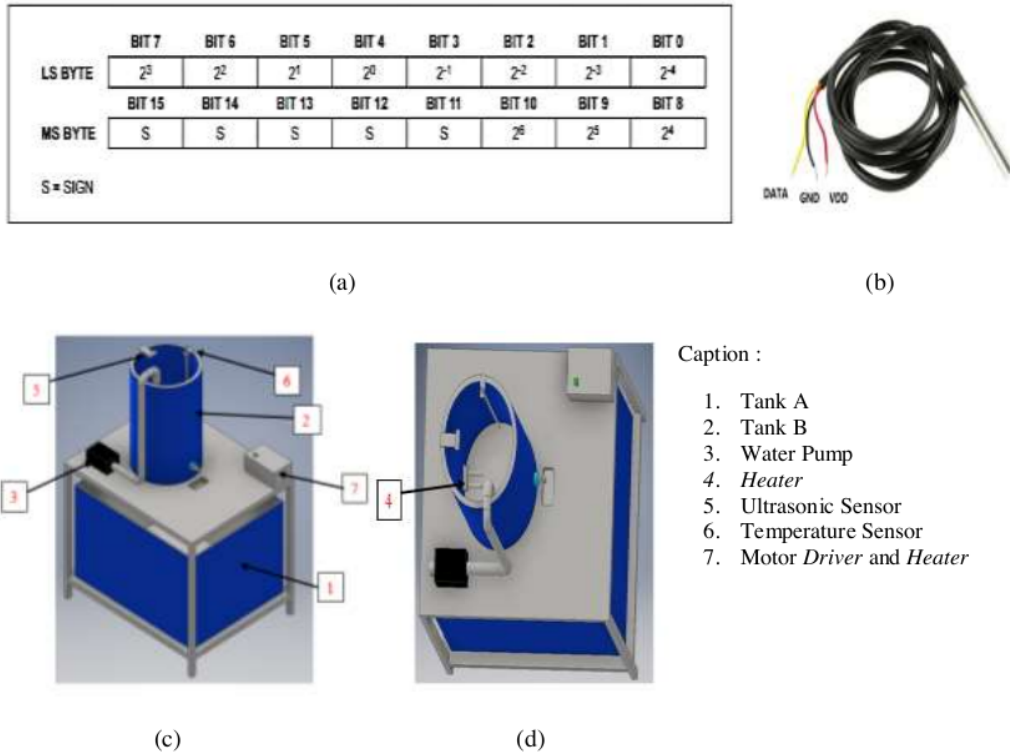 BIT 7 BIT 6 BIT 5 BIT 4 BIT 3 BIT 2 BIT 1 BIT 0
LS BYTE 2³ 2² 2¹ 2⁰ 2⁻¹ 2⁻² 2⁻³ 2⁻⁴
BIT 15 BIT 14 BIT 13 BIT 12 BIT 11 BIT 10 BIT 9 BIT 8
MS BYTE S S S S S 2⁶ 2⁵ 2⁴
S = SIGN
DATA GND VDD
(a)
(b)
5
6
2
3
7
1
4
Caption :
1. Tank A
2. Tank B
3. Water Pump
4. Heater
5. Ultrasonic Sensor
6. Temperature Sensor
7. Motor Driver and Heater
(c)
(d)